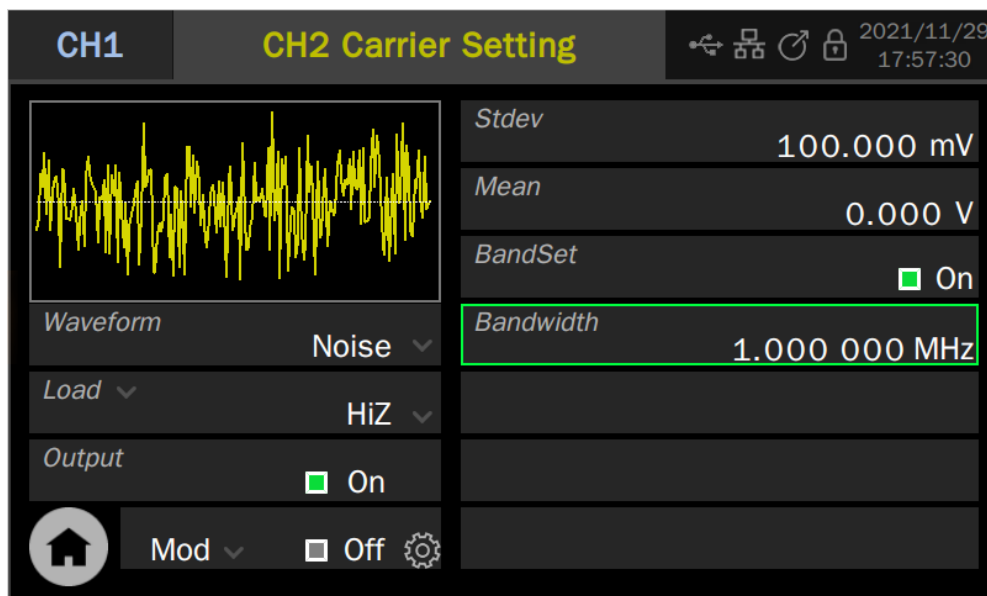 CH1
CH2 Carrier Setting
2021/11/29
17:57:30
Stdev
100.000 mV
Mean
0.000 V
BandSet
On
Waveform
Noise
Bandwidth
1.000 000 MHz
Load
HiZ
Output
On
Mod
Off